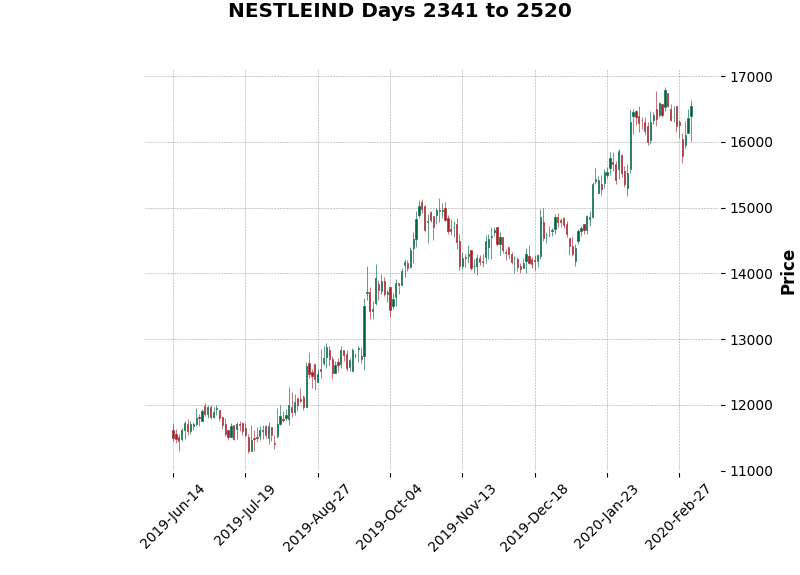 NESTLEIND Days 2341 to 2520
17000
16000
15000
14000
13000
12000
11000
Price
2019-Jun-14
2019-Jul-19
2019-Aug-27
2019-Oct-04
2019-Nov-13
2019-Dec-18
2020-Jan-23
2020-Feb-27